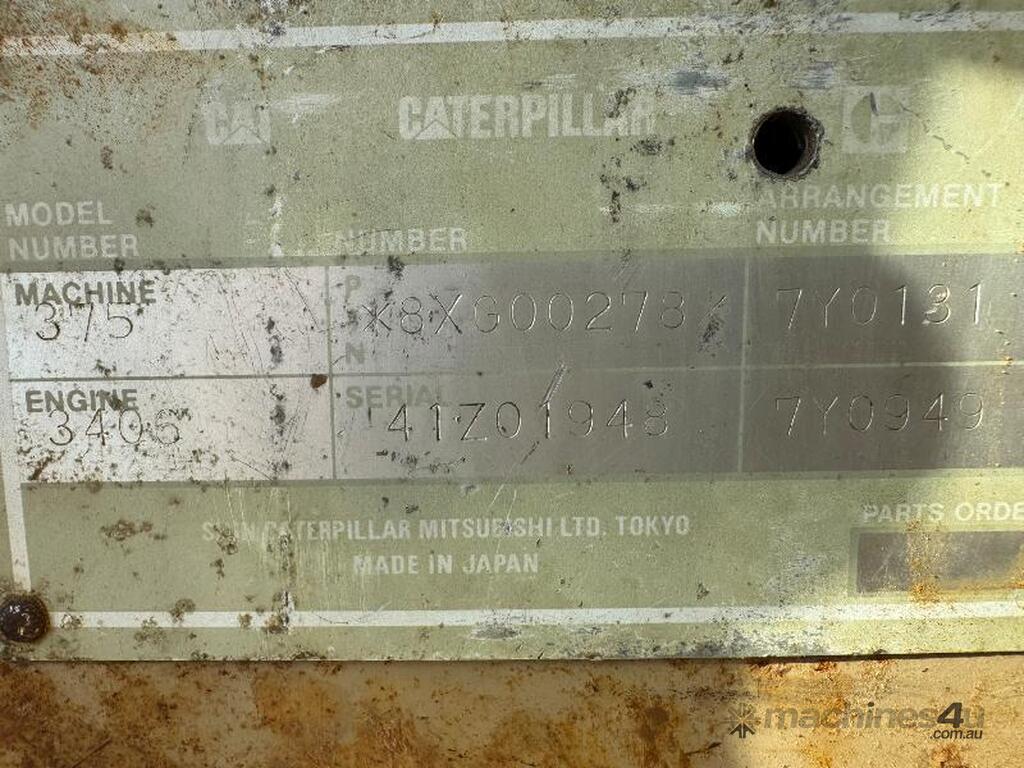 CAT CATERPILLAR
MODEL NUMBER
NUMBER
ARRANGEMENT NUMBER
MACHINE
375
P
N
*8XG00278*
7Y0131
ENGINE
3406
SERIAL
41Z01948
7Y0949
CATERPILLAR MITSUBISHI LTD. TOKYO
MADE IN JAPAN
PARTS ORDE
machines4u
.com.au